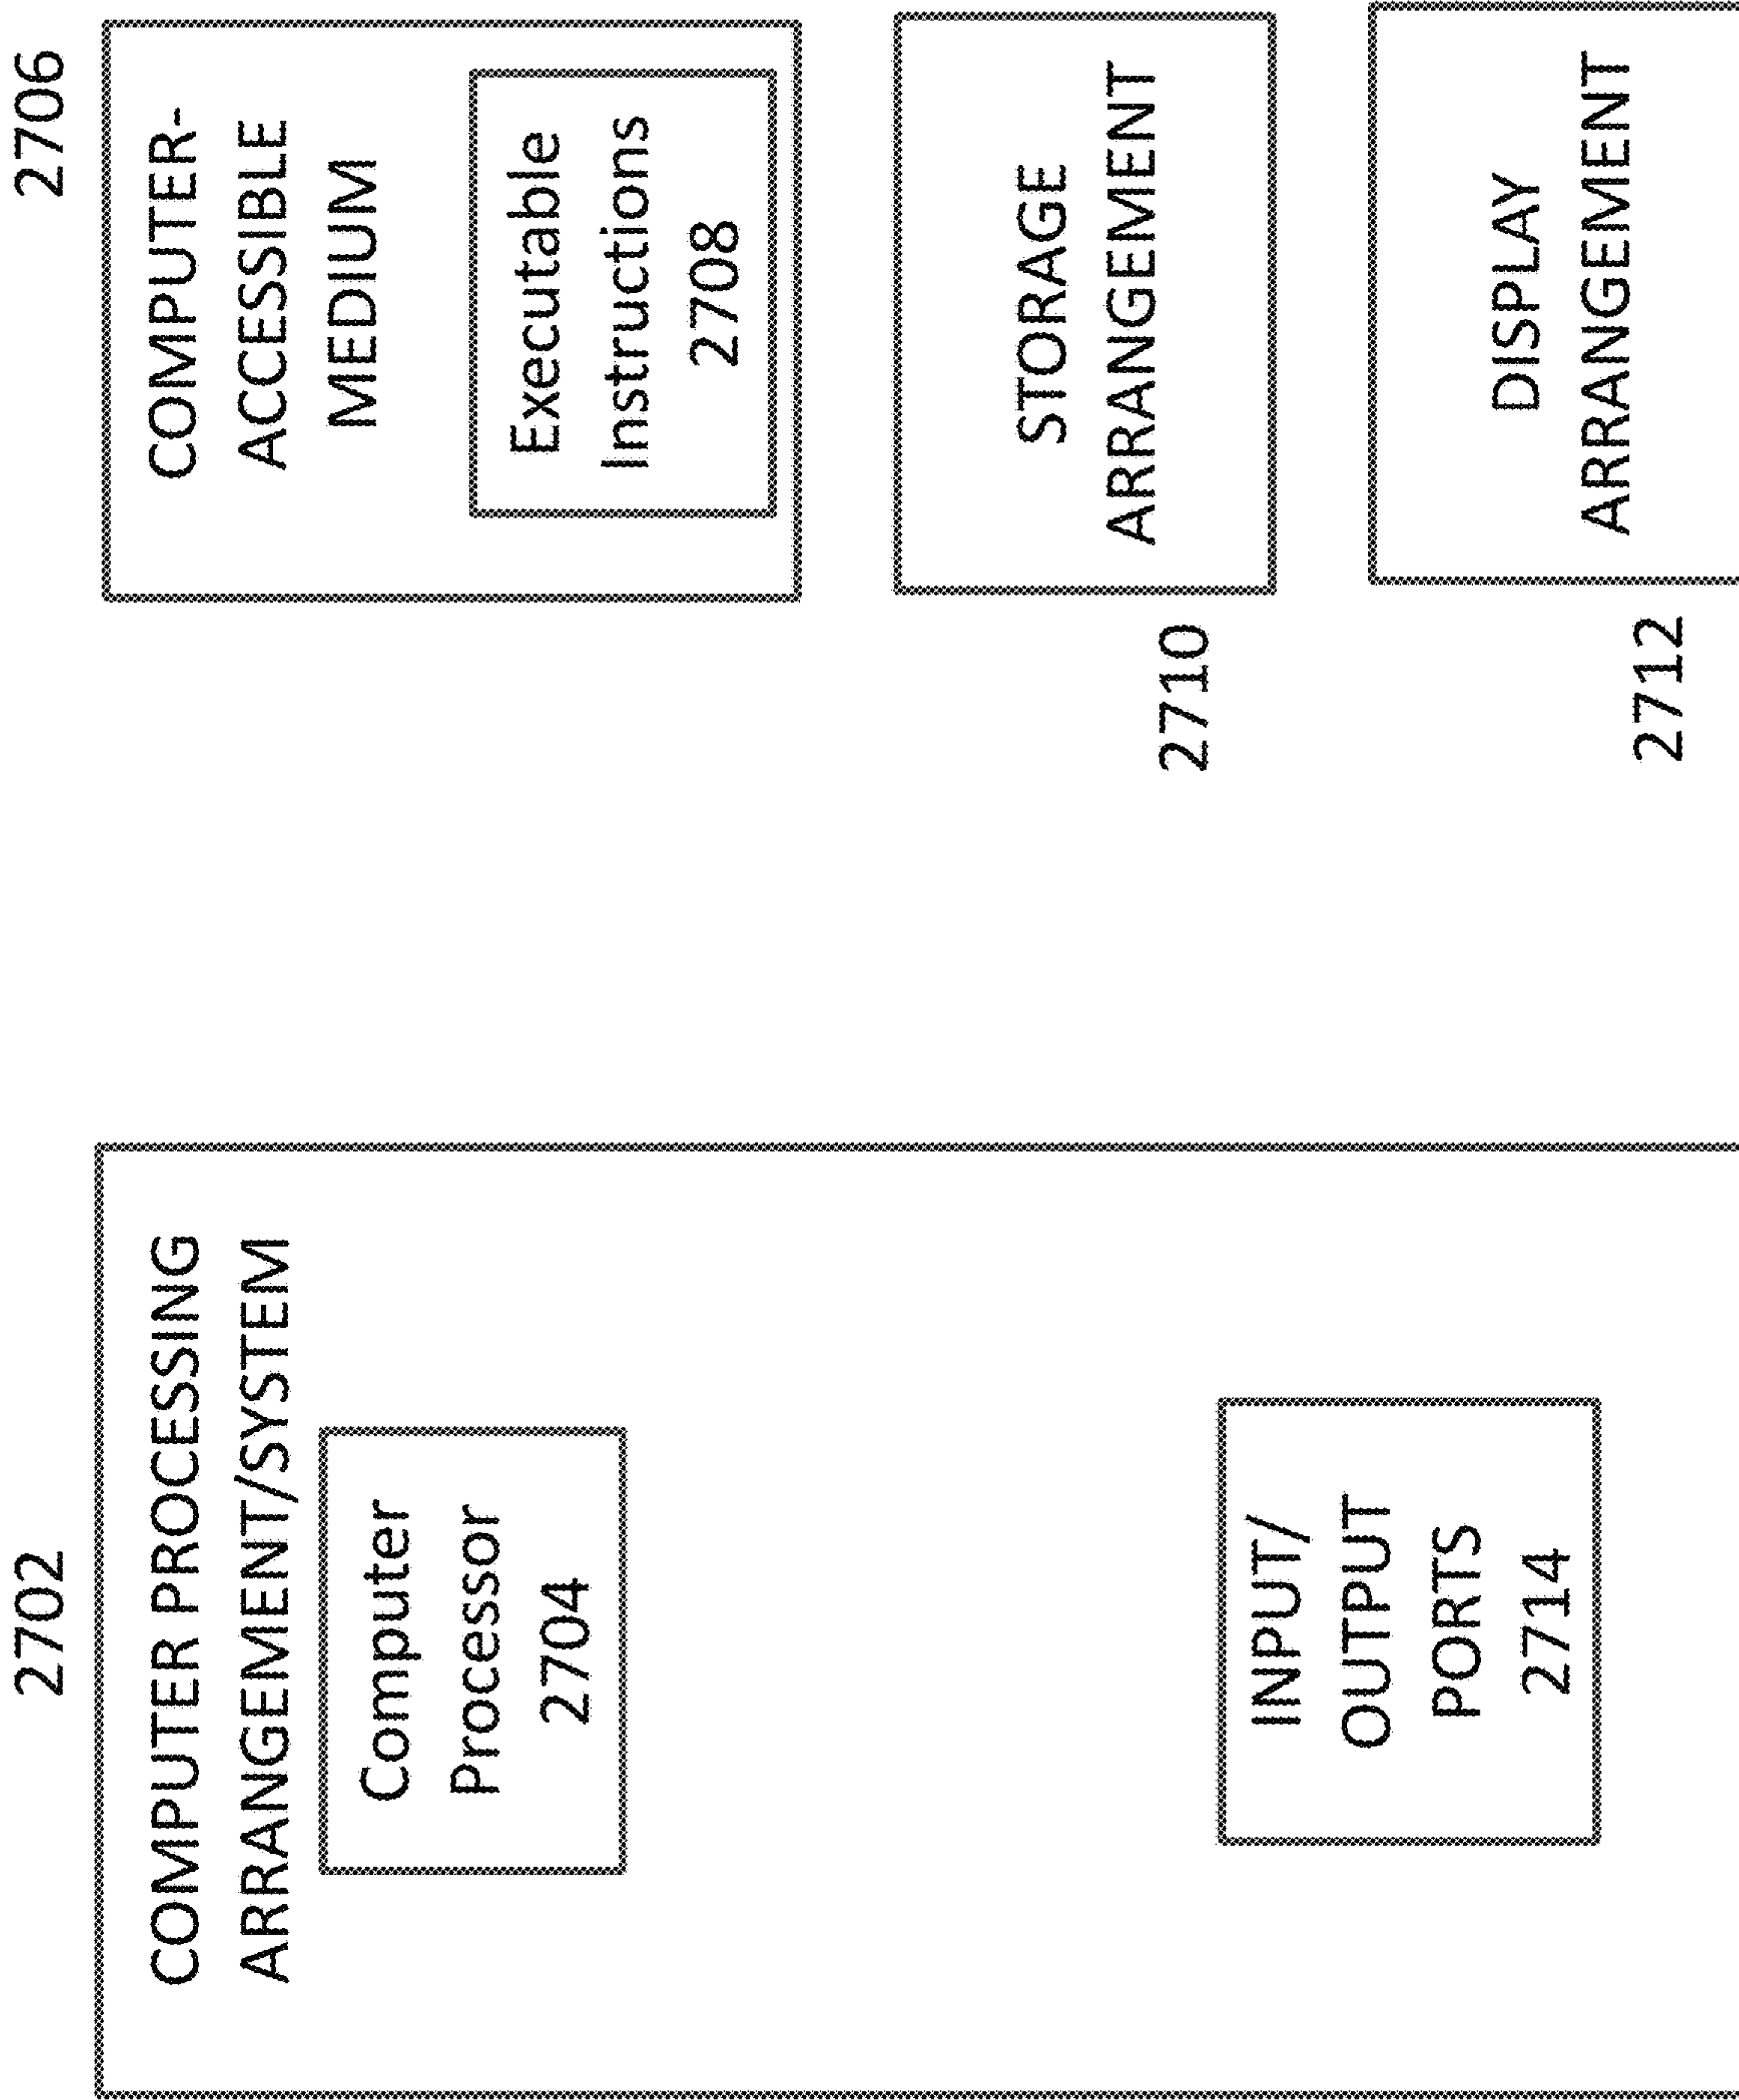 2702
COMPUTER PROCESSING
ARRANGEMENT/SYSTEM
Computer
Processor
2704
INPUT/
OUTPUT
PORTS
2714
2706
COMPUTER-
ACCESSIBLE
MEDIUM
Executable
Instructions
2708
STORAGE
ARRANGEMENT
2710
DISPLAY
ARRANGEMENT
2712